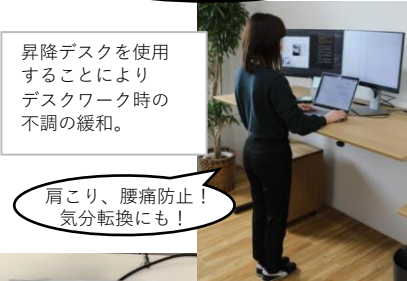 昇降デスクを使用
することにより
デスクワーク時の
不調の緩和。
肩こり、腰痛防止！
気分転換にも！